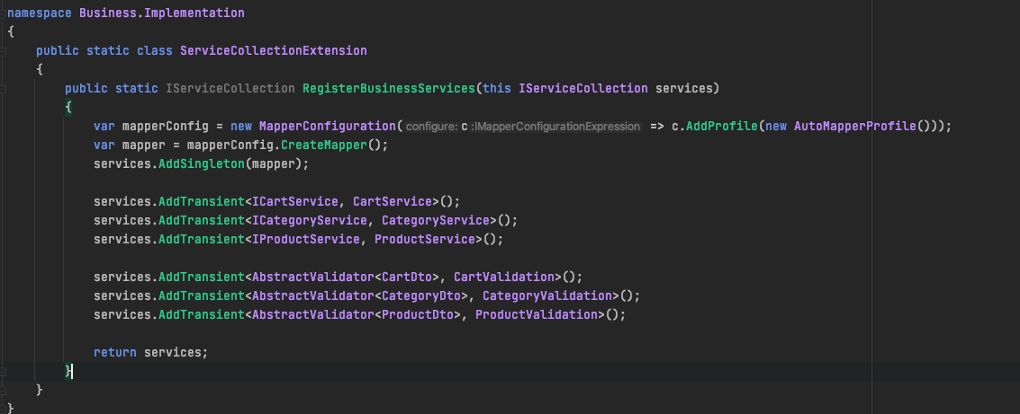 namespace Business.Implementation
{
public static class ServiceCollectionExtension
{
public static IServiceCollection RegisterBusinessServices(this IServiceCollection services)
{
var mapperConfig = new MapperConfiguration( configure: c :IMapperConfigurationExpression => c.AddProfile(new AutoMapperProfile()));
var mapper = mapperConfig.CreateMapper();
services.AddSingleton(mapper);
services.AddTransient<ICartService, CartService>();
services.AddTransient<ICategoryService, CategoryService>();
services.AddTransient<IProductService, ProductService>();
services.AddTransient<AbstractValidator<CartDto>, CartValidation>();
services.AddTransient<AbstractValidator<CategoryDto>, CategoryValidation>();
services.AddTransient<AbstractValidator<ProductDto>, ProductValidation>();
return services;
}
}
}